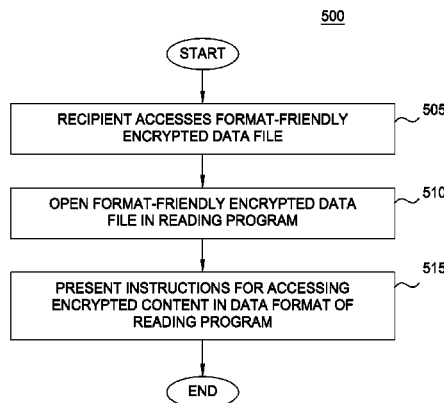 500
START
RECIPIENT ACCESSES FORMAT-FRIENDLY
ENCRYPTED DATA FILE
505
OPEN FORMAT-FRIENDLY ENCRYPTED DATA
FILE IN READING PROGRAM
510
PRESENT INSTRUCTIONS FOR ACCESSING
ENCRYPTED CONTENT IN DATA FORMAT OF
READING PROGRAM
515
END